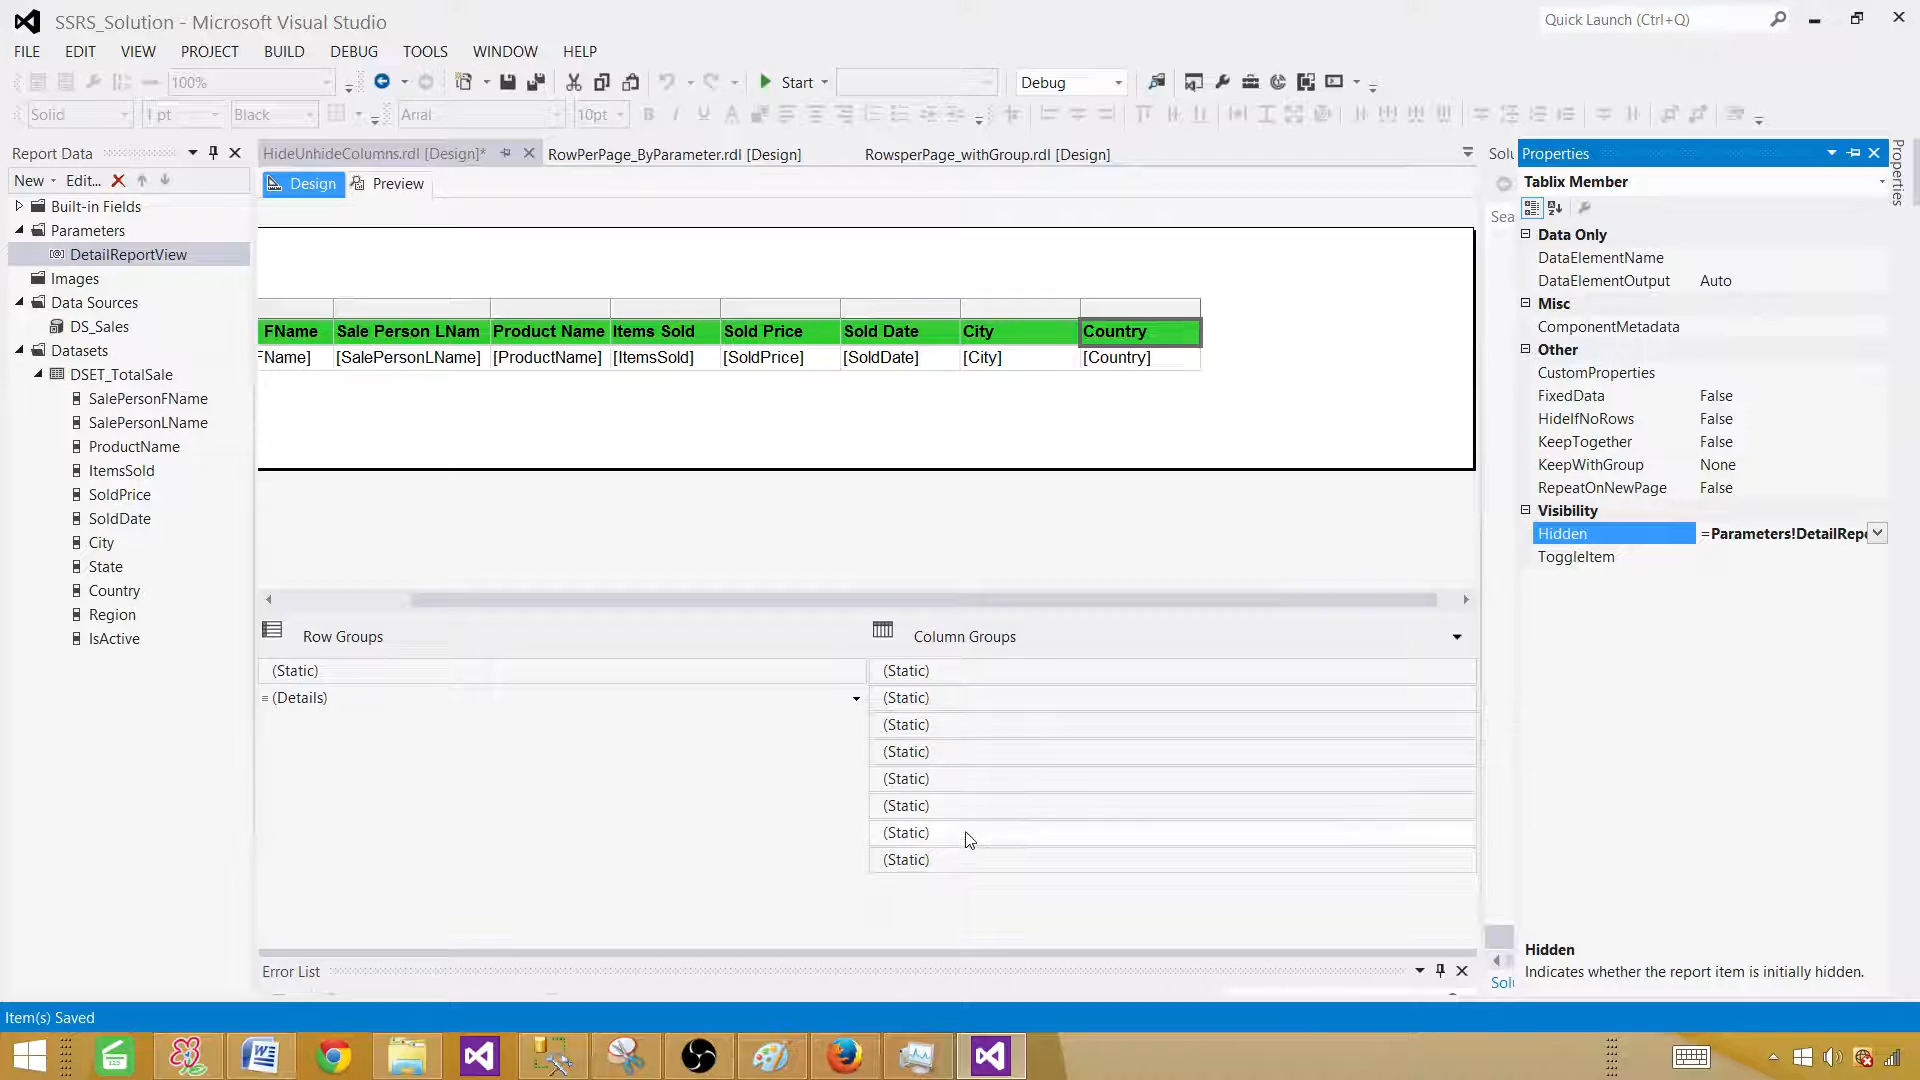 SSRS_Solution - Microsoft Visual Studio
Quick Launch (Ctrl+Q)
FILE EDIT VIEW PROJECT BUILD DEBUG TOOLS WINDOW HELP
100% Start Debug
Solid 1 pt Black Arial 10pt B I U A
Report Data
HideUnhideColumns.rdl [Design]* RowPerPage_ByParameter.rdl [Design] RowsperPage_withGroup.rdl [Design]
Solu
Properties
Properties
New Edit...
Design Preview
Tablix Member
Sea
Built-in Fields
Parameters
DetailReportView
Images
Data Sources
DS_Sales
Datasets
DSET_TotalSale
SalePersonFName
SalePersonLName
ProductName
ItemsSold
SoldPrice
SoldDate
City
State
Country
Region
IsActive
FName Sale Person LNam Product Name Items Sold Sold Price Sold Date City Country
FName] [SalePersonLName] [ProductName] [ItemsSold] [SoldPrice] [SoldDate] [City] [Country]
Row Groups
(Static)
(Details)
Column Groups
(Static)
(Static)
(Static)
(Static)
(Static)
(Static)
(Static)
(Static)
Data Only
DataElementName
DataElementOutput Auto
Misc
ComponentMetadata
Other
CustomProperties
FixedData False
HideIfNoRows False
KeepTogether False
KeepWithGroup None
RepeatOnNewPage False
Visibility
Hidden =Parameters!DetailRepo
ToggleItem
Hidden
Indicates whether the report item is initially hidden.
Error List
Solu
Item(s) Saved